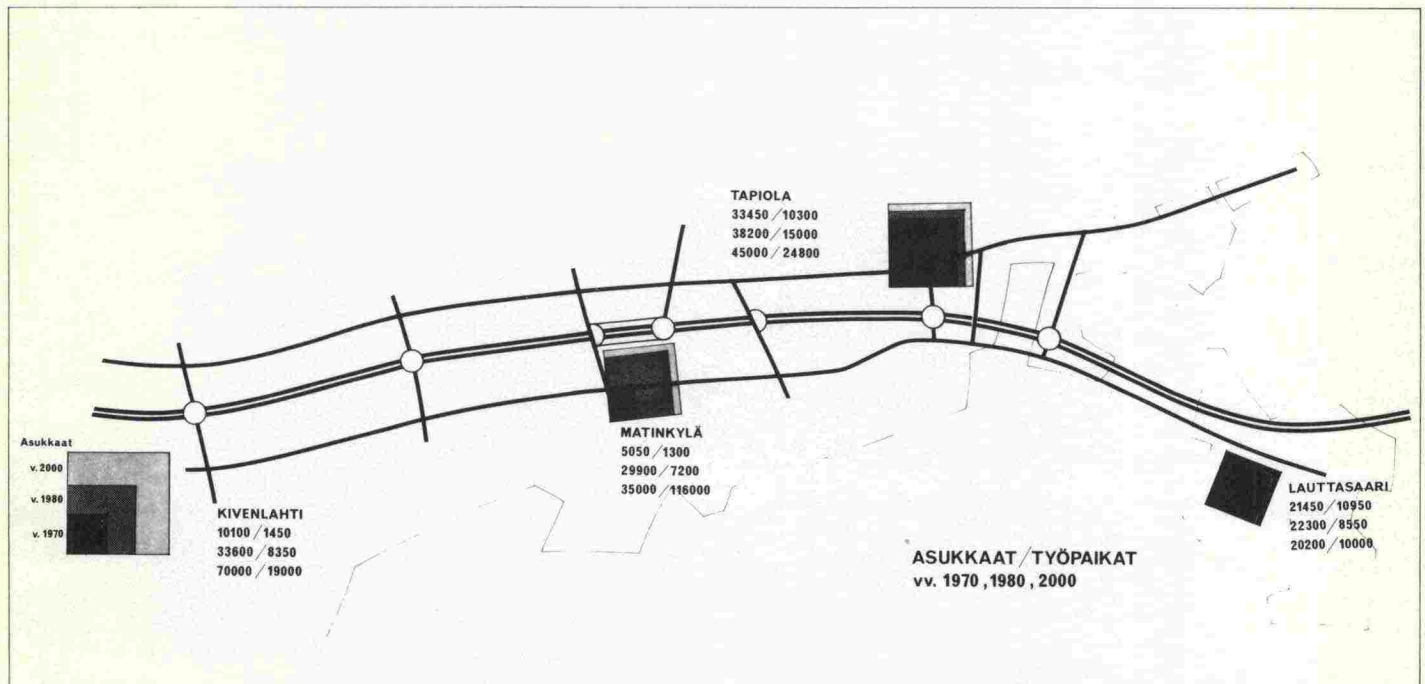 TAPIOLA
33450/10300
38200/15000
45000/24800
MATINKYLÄ
5050/1300
29900/7200
35000/116000
Asukkaat
v. 2000
v. 1980
v. 1970
KIVENLAHTI
10100/1450
33600/8350
70000/19000
LAUTTASAARI
21450/10950
22300/8550
20200/10000
ASUKKAAT/TYÖPAIKAT
vv. 1970, 1980, 2000